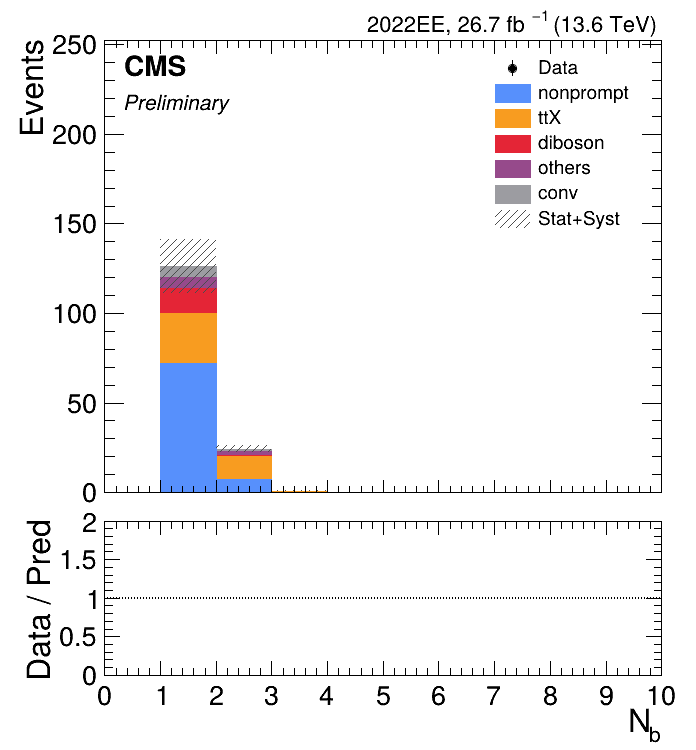 2022EE, 26.7 fb⁻¹ (13.6 TeV)
CMS
Preliminary
Data
nonprompt
ttX
diboson
others
conv
Stat+Syst
Events
250
200
150
100
50
0
Data / Pred
2
1.5
1
0.5
0
0 1 2 3 4 5 6 7 8 9 10
N_b